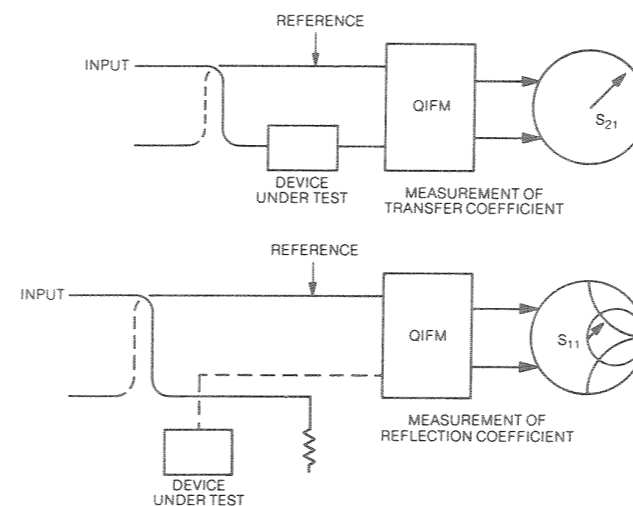 REFERENCE
INPUT
QIFM
S21
DEVICE
UNDER TEST
MEASUREMENT OF
TRANSFER COEFFICIENT
REFERENCE
INPUT
QIFM
S11
MEASUREMENT OF
REFLECTION COEFFICIENT
DEVICE
UNDER TEST